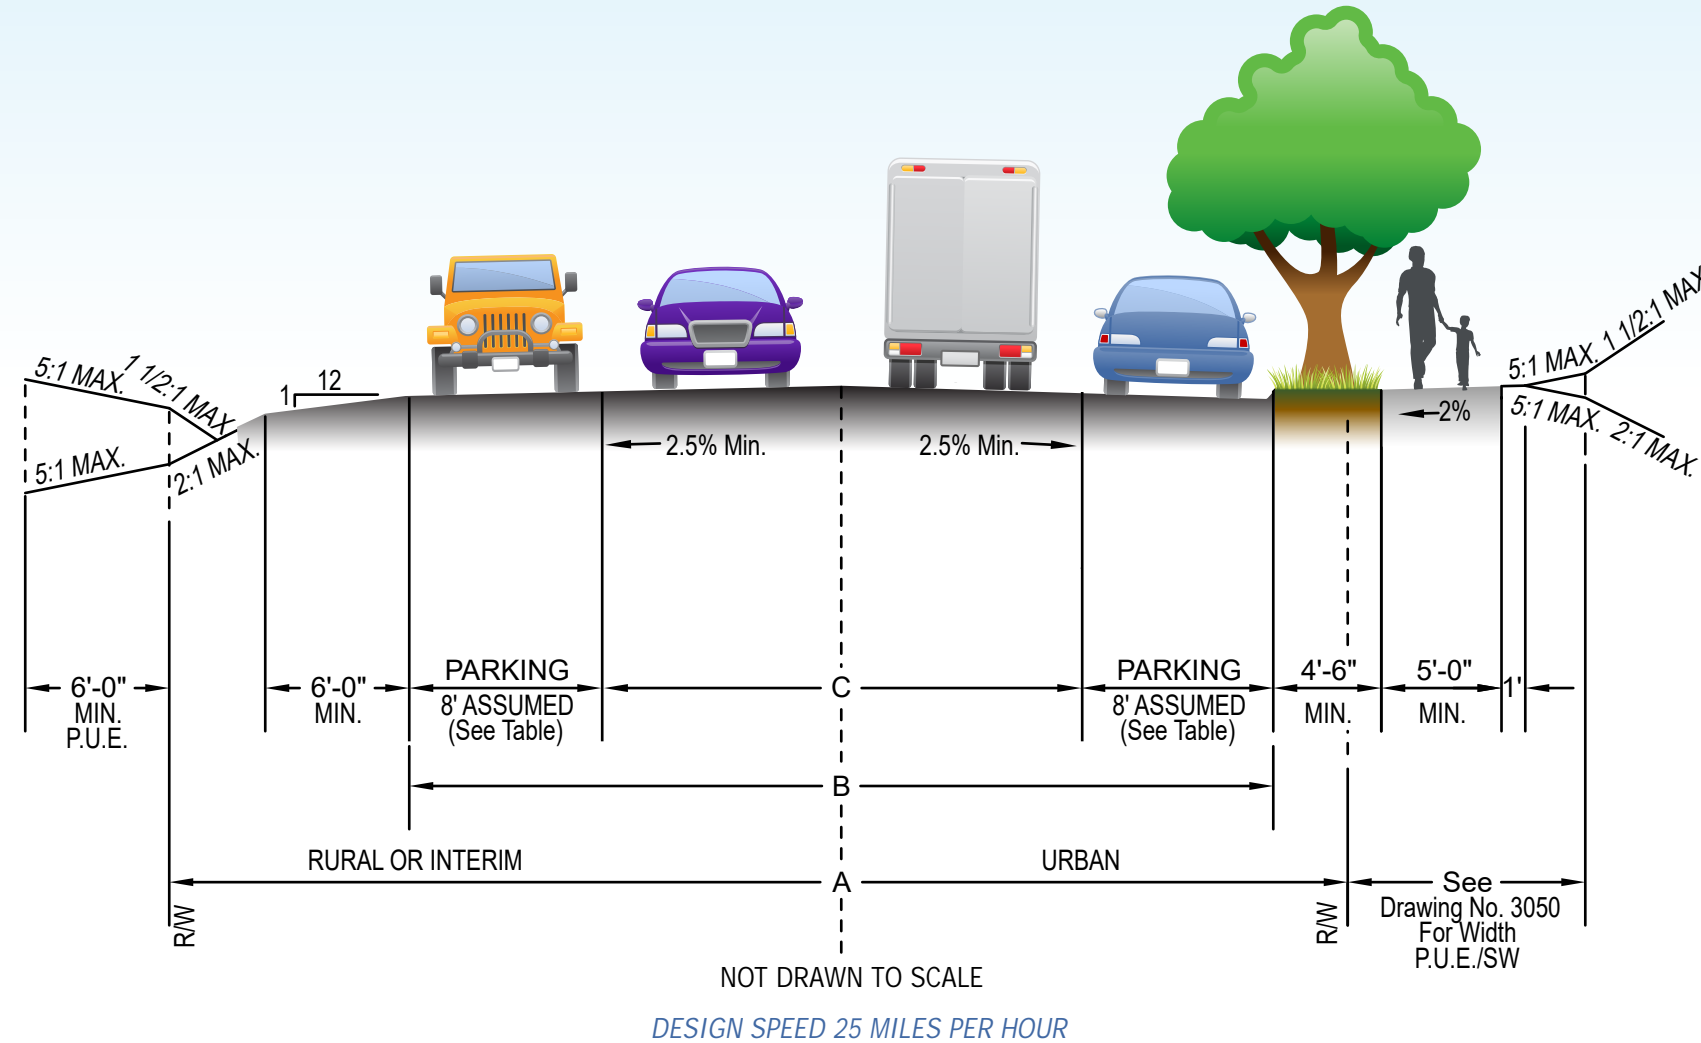 5:1 MAX.
1 1/2:1 MAX.
5:1 MAX.
2:1 MAX.
1
12
2.5% Min.
2.5% Min.
2%
5:1 MAX.
1 1/2:1 MAX.
5:1 MAX.
2:1 MAX.
6'-0"
MIN.
P.U.E.
6'-0"
MIN.
PARKING
8' ASSUMED
(See Table)
C
PARKING
8' ASSUMED
(See Table)
4'-6"
MIN.
5'-0"
MIN.
1'
B
RURAL OR INTERIM
URBAN
A
R/W
R/W
See
Drawing No. 3050
For Width
P.U.E./SW
NOT DRAWN TO SCALE
DESIGN SPEED 25 MILES PER HOUR